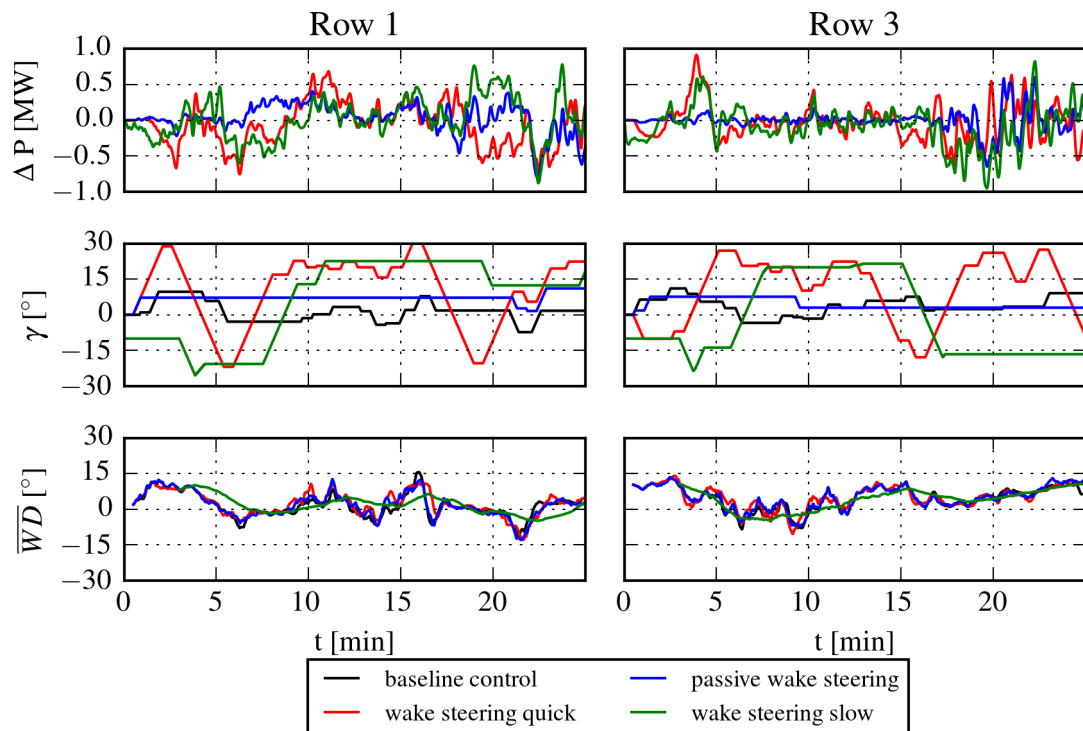 Row 1 Row 3
1.0
0.5
0.0
−0.5
−1.0
Δ P [MW]
30
15
0
−15
−30
γ [°]
30
15
0
−15
−30
WD [°]
0 5 10 15 20 0 5 10 15 20
t [min] t [min]
baseline control passive wake steering
wake steering quick wake steering slow